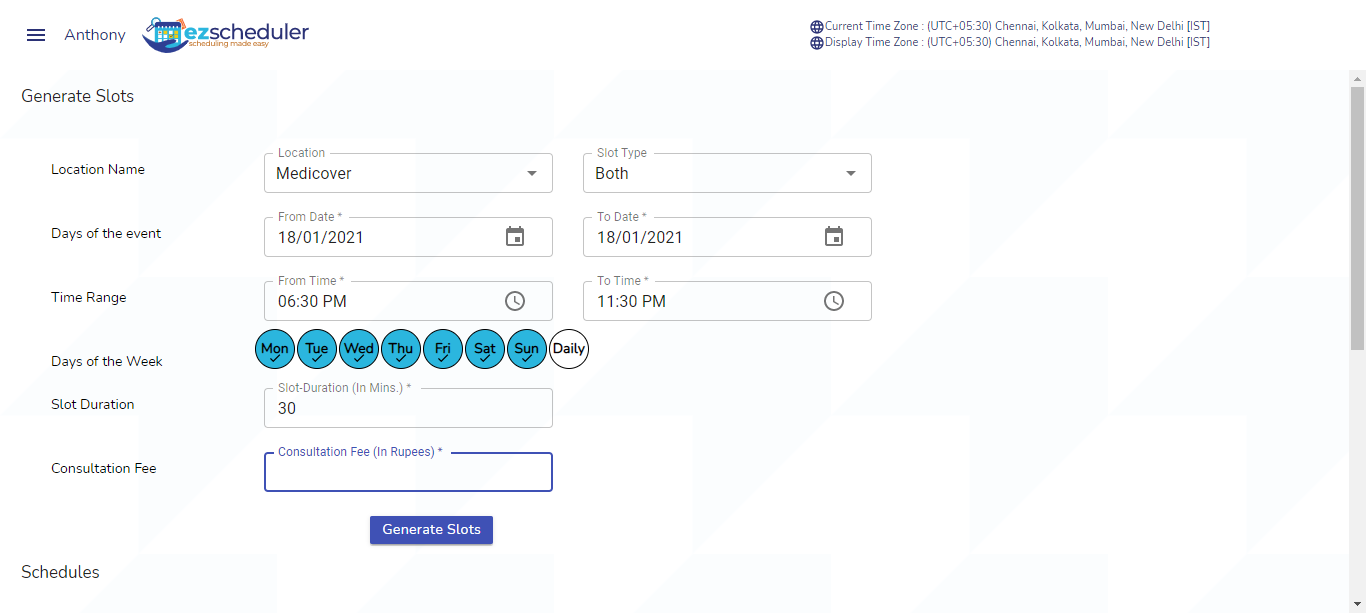 Anthony
ezscheduler
scheduling made easy
Current Time Zone : (UTC+05:30) Chennai, Kolkata, Mumbai, New Delhi [IST]
Display Time Zone : (UTC+05:30) Chennai, Kolkata, Mumbai, New Delhi [IST]
Generate Slots
Location Name
Location
Medicover
Slot Type
Both
Days of the event
From Date *
18/01/2021
To Date *
18/01/2021
Time Range
From Time *
06:30 PM
To Time *
11:30 PM
Days of the Week
Mon Tue Wed Thu Fri Sat Sun Daily
Slot Duration
Slot-Duration (In Mins.) *
30
Consultation Fee
Consultation Fee (In Rupees) *
Generate Slots
Schedules